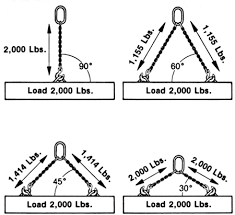 2,000 Lbs.
90°
Load 2,000 Lbs.
1,155 Lbs.
1,155 Lbs.
60°
Load 2,000 Lbs.
1,414 Lbs.
1,414 Lbs.
45°
Load 2,000 Lbs.
2,000 Lbs.
2,000 Lbs.
30°
Load 2,000 Lbs.